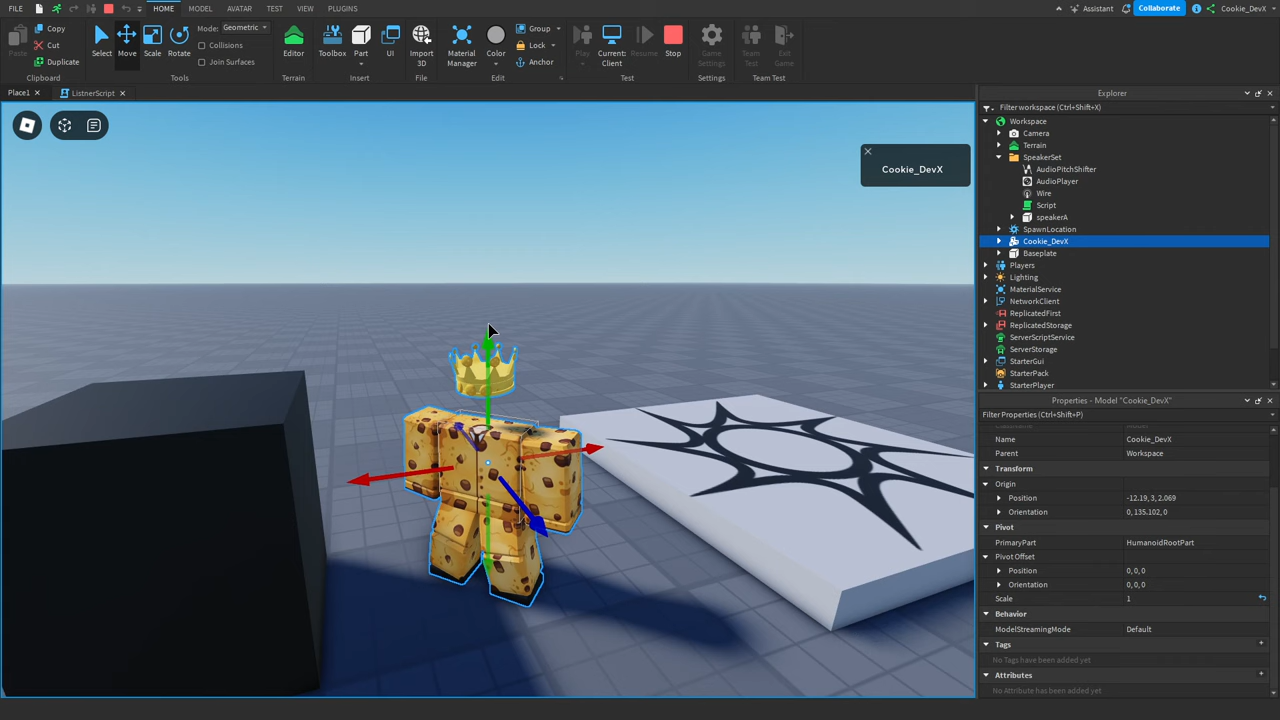 FILE HOME MODEL AVATAR TEST VIEW PLUGINS Assistant Collaborate Cookie_DevX
Paste Copy Cut Duplicate Clipboard
Select Move Scale Rotate Mode: Geometric Collisions Join Surfaces Tools
Editor Terrain
Toolbox Part UI Insert
Import 3D File
Material Manager Color Group Lock Anchor Edit
Play Current: Client Resume Stop Test
Game Settings Settings
Team Test Exit Game Team Test
Place1 ListnerScript
Cookie_DevX
Explorer
Filter workspace (Ctrl+Shift+X)
Workspace
Camera
Terrain
SpeakerSet
AudioPitchShifter
AudioPlayer
Wire
Script
speakerA
SpawnLocation
Cookie_DevX
Baseplate
Players
Lighting
MaterialService
NetworkClient
ReplicatedFirst
ReplicatedStorage
ServerScriptService
ServerStorage
StarterGui
StarterPack
StarterPlayer
Properties - Model "Cookie_DevX"
Filter Properties (Ctrl+Shift+P)
Name Cookie_DevX
Parent Workspace
Transform
Origin
Position -12.19, 3, 2.069
Orientation 0, 135.102, 0
Pivot
PrimaryPart HumanoidRootPart
Pivot Offset
Position 0, 0, 0
Orientation 0, 0, 0
Scale 1
Behavior
ModelStreamingMode Default
Tags
No Tags have been added yet
Attributes
No Attribute has been added yet